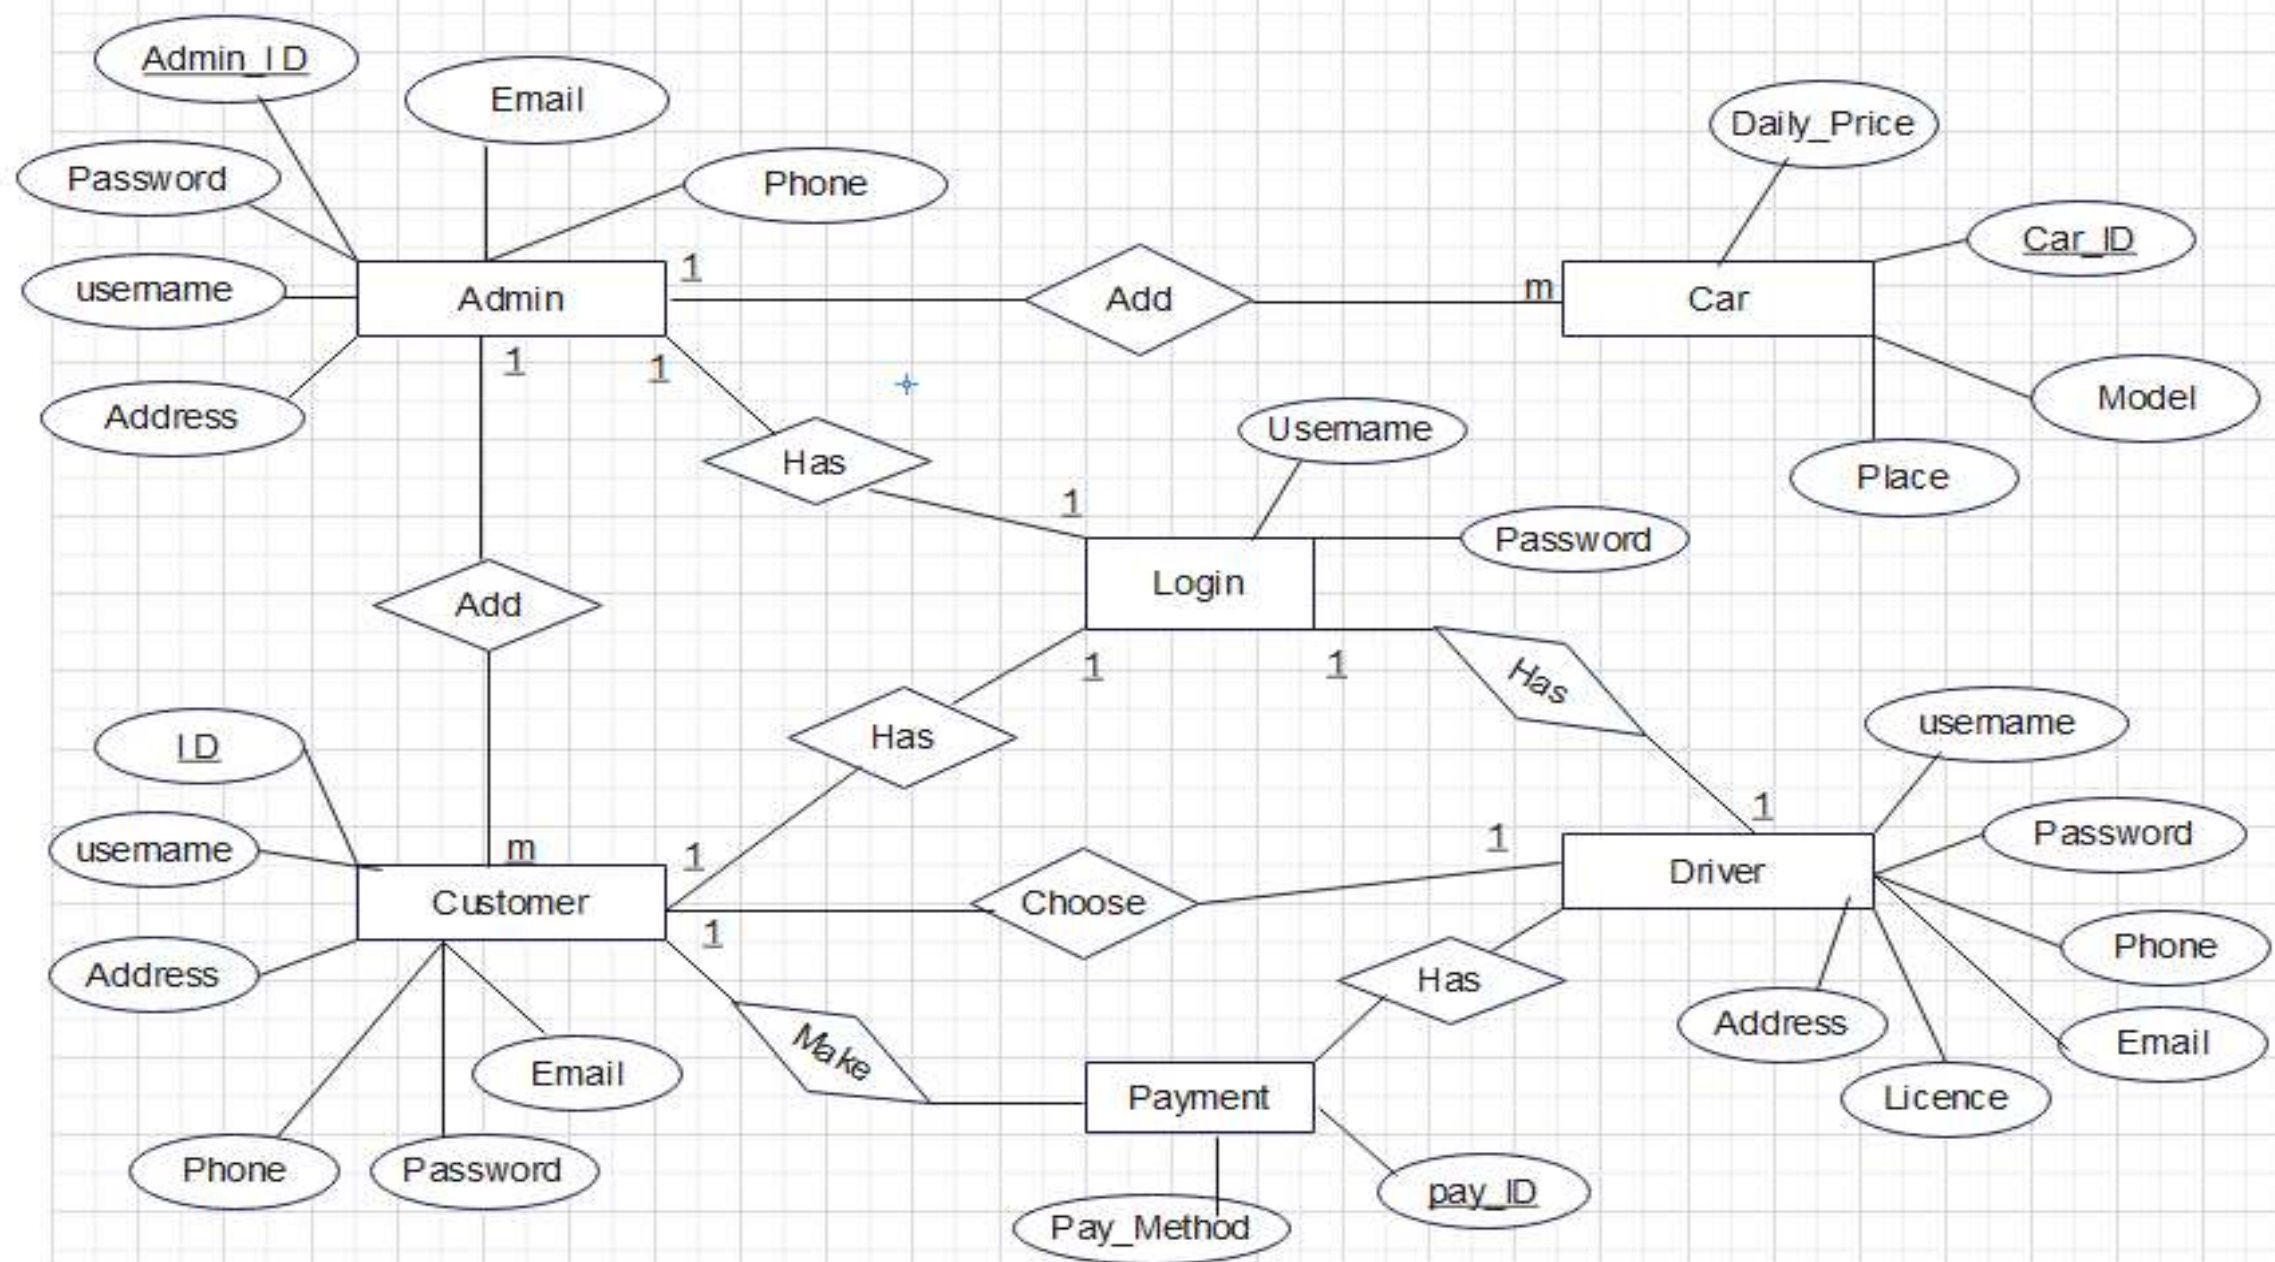 Admin_ID
Email
Daily_Price
Password
Phone
Car_ID
username
Admin
1
Add
m
Car
1
1
Address
Model
Has
Username
Place
1
Password
Login
Add
1
1
Has
Has
username
ID
1
Password
username
m
1
1
Driver
Customer
Choose
1
Phone
Address
Has
Address
Email
Make
Email
Payment
Licence
Phone
Password
pay_ID
Pay_Method